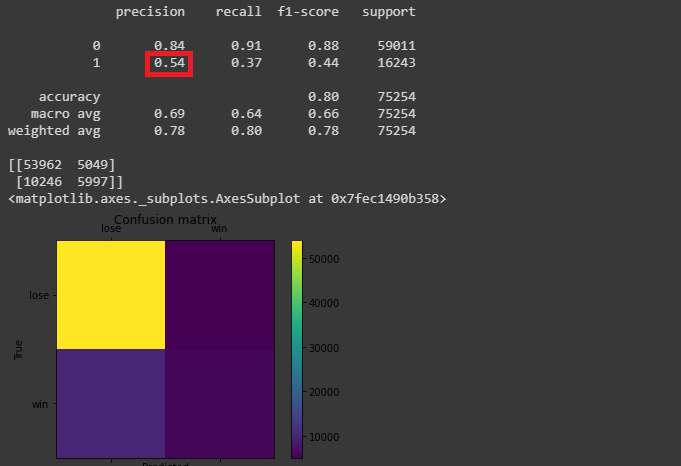 precision recall f1-score support
0 0.84 0.91 0.88 59011
1 0.54 0.37 0.44 16243
accuracy 0.80 75254
macro avg 0.69 0.64 0.66 75254
weighted avg 0.78 0.80 0.78 75254
[[53962 5049]
[10246 5997]]
<matplotlib.axes._subplots.AxesSubplot at 0x7fec1490b358>
Confusion matrix
lose win
50000
lose
40000
True
30000
20000
win
10000
Predicted